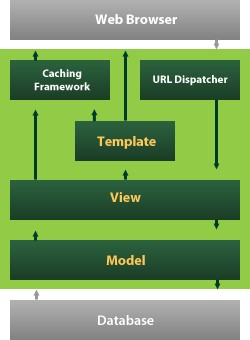 Web Browser
Caching
Framework
URL Dispatcher
Template
View
Model
Database